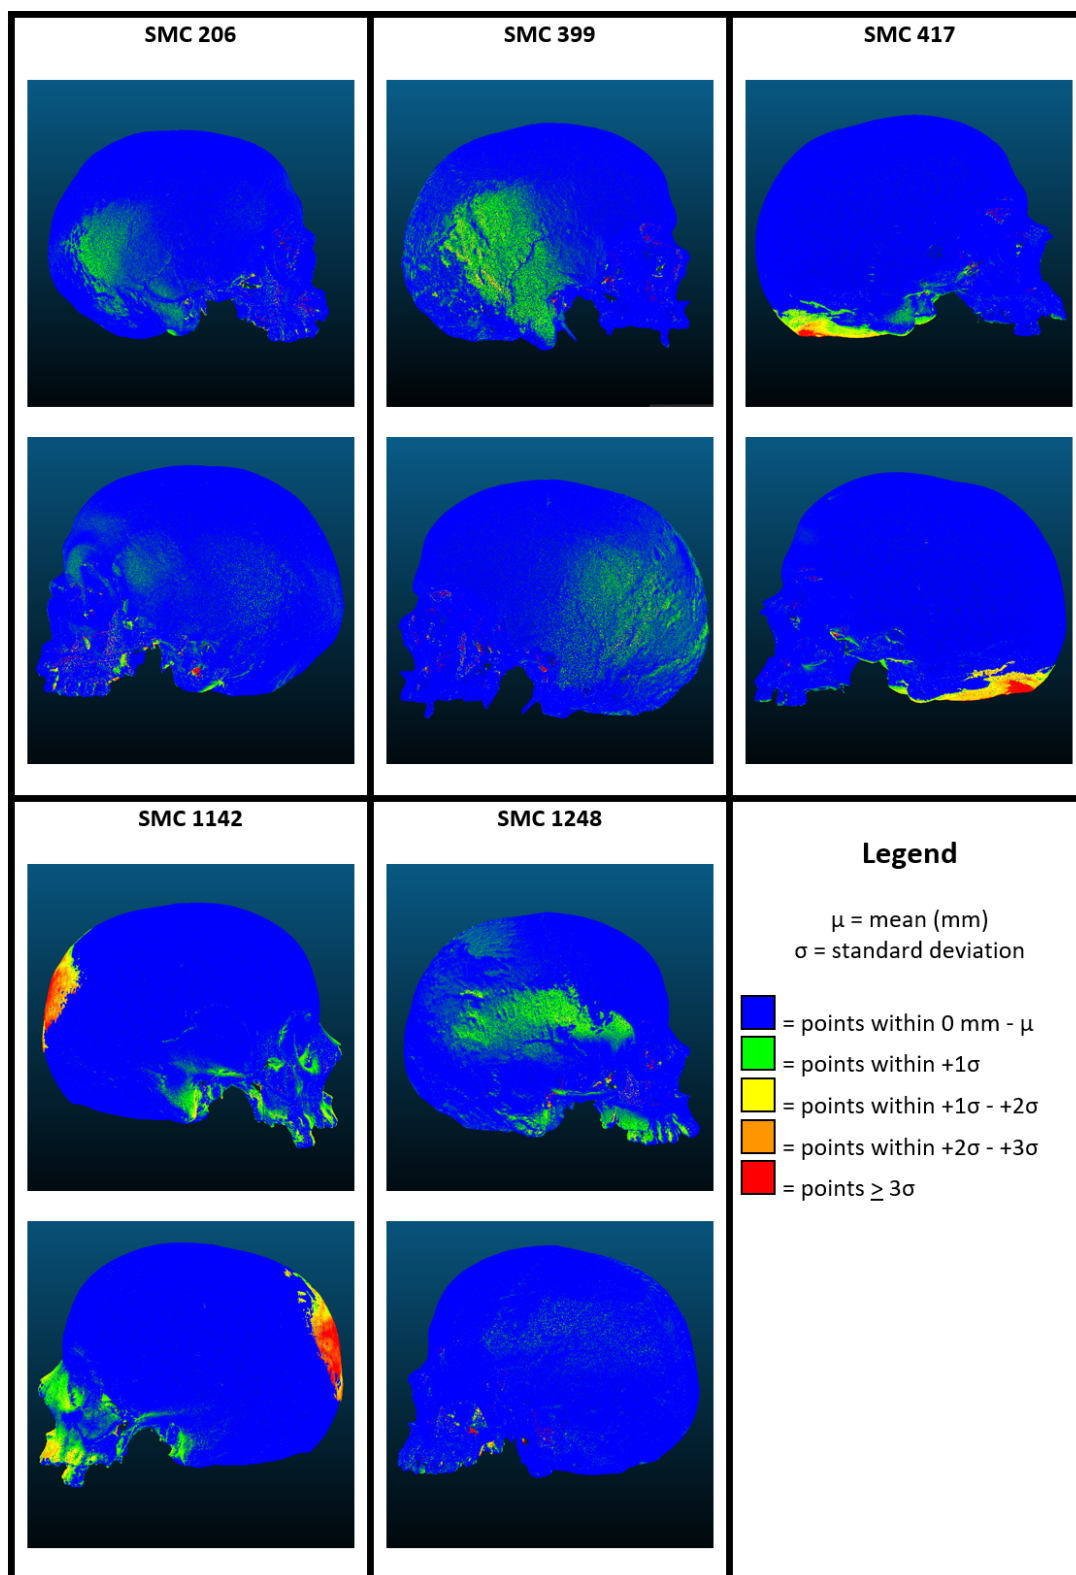 SMC 206
SMC 399
SMC 417
SMC 1142
SMC 1248
Legend
μ = mean (mm)
σ = standard deviation
= points within 0 mm - μ
= points within +1σ
= points within +1σ - +2σ
= points within +2σ - +3σ
= points ≥ 3σ